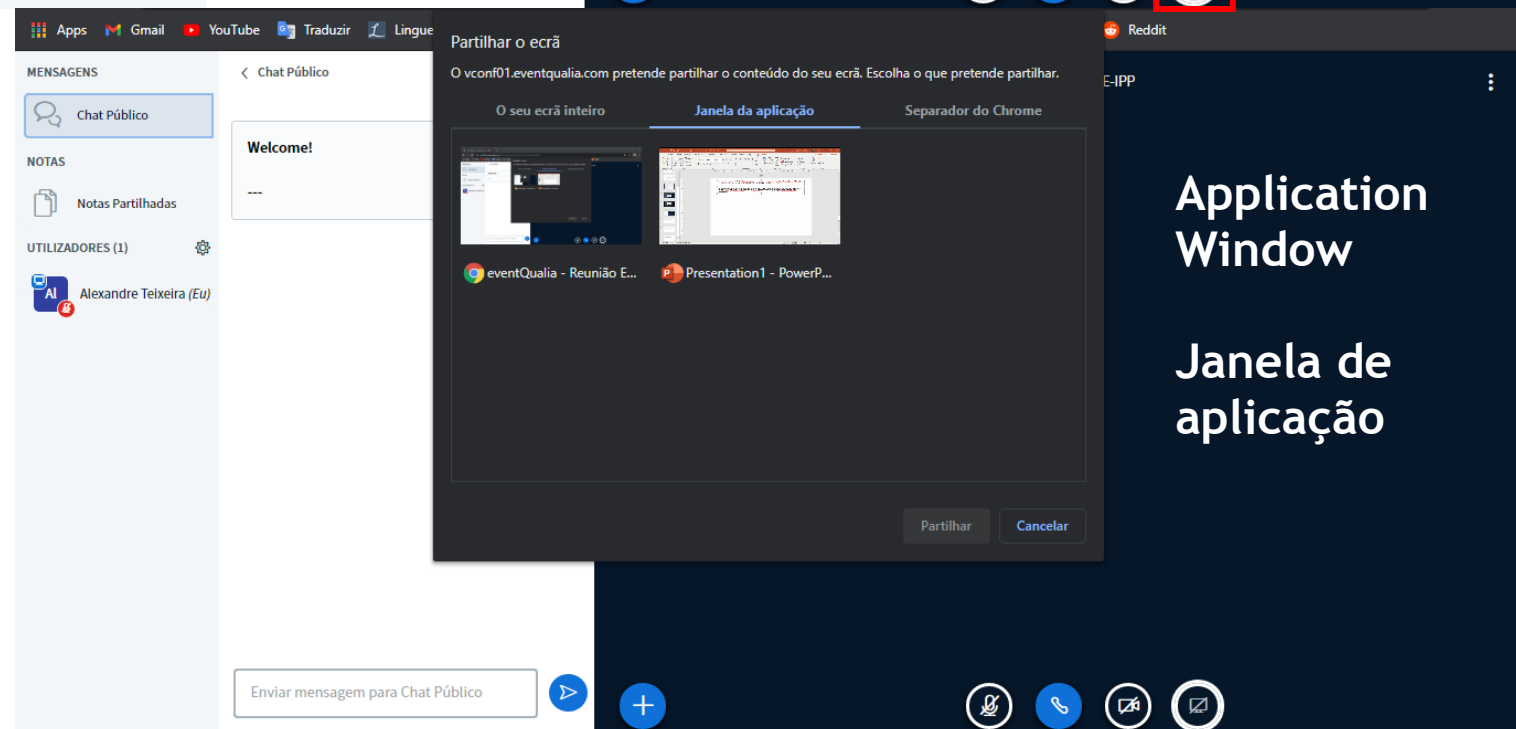 Apps Gmail YouTube Traduzir Lingue
Reddit
MENSAGENS
Chat Público
NOTAS
Notas Partilhadas
UTILIZADORES (1)
Al Alexandre Teixeira (Eu)
Chat Público
Welcome!
---
Enviar mensagem para Chat Público
Partilhar o ecrã
O vconf01.eventqualia.com pretende partilhar o conteúdo do seu ecrã. Escolha o que pretende partilhar.
O seu ecrã inteiro Janela da aplicação Separador do Chrome
eventQualia - Reunião E... Presentation1 - PowerP...
Partilhar Cancelar
E-IPP
Application
Window
Janela de
aplicação